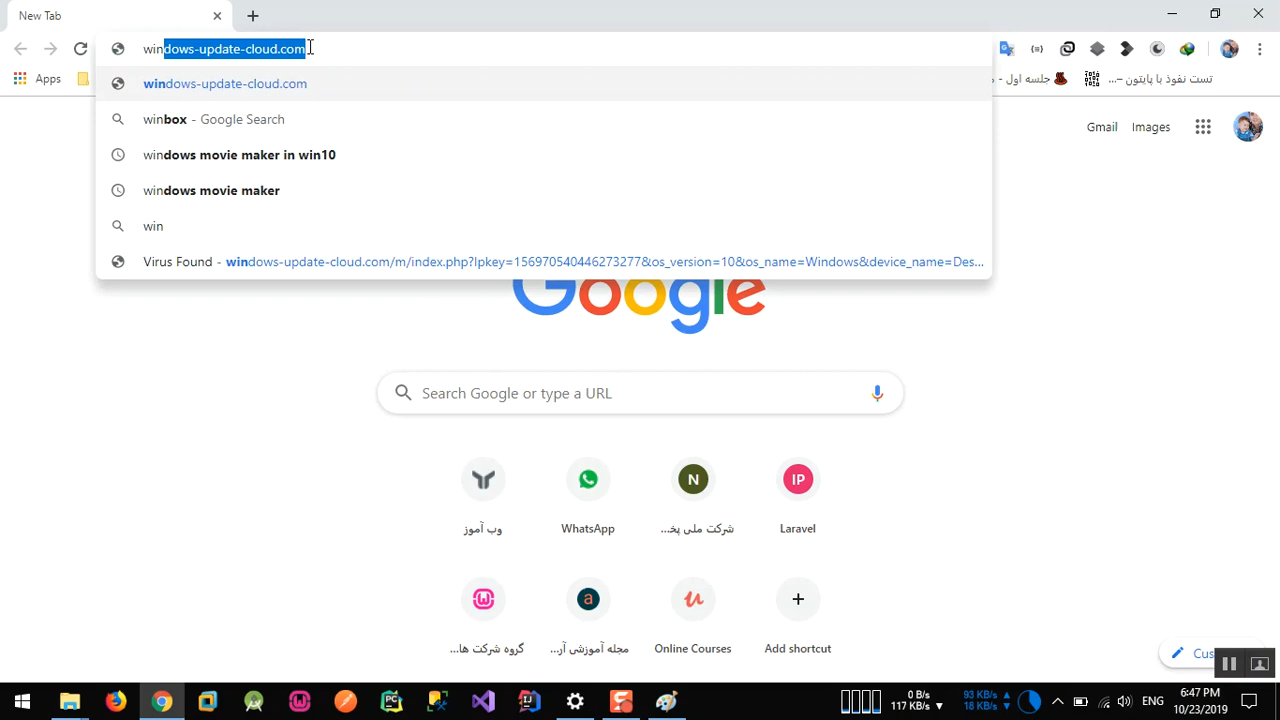 New Tab
windows-update-cloud.com
Apps
جلسه اول -
تست نفوذ با پایتون –...
windows-update-cloud.com
winbox - Google Search
windows movie maker in win10
windows movie maker
win
Virus Found - windows-update-cloud.com/m/index.php?lpkey=156970540446273277&os_version=10&os_name=Windows&device_name=Des...
Gmail
Images
Google
Search Google or type a URL
N
IP
وب آموز
WhatsApp
شرکت ملی پخ...
Laravel
a
گروه شرکت ها...
مجله آموزشی آر...
Online Courses
Add shortcut
Cus
0 B/s
117 KB/s
93 KB/s
18 KB/s
ENG
6:47 PM
10/23/2019